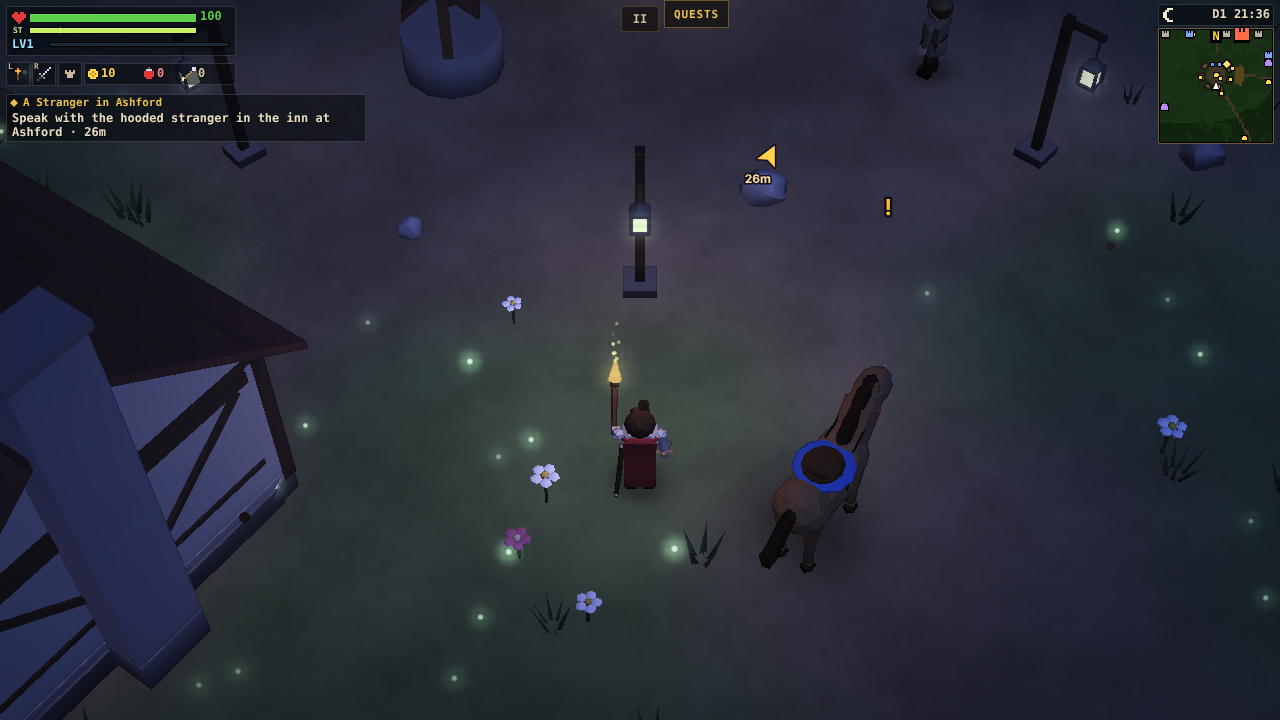 100
ST
LV1
L
R
10
0
0
◆ A Stranger in Ashford
Speak with the hooded stranger in the inn at
Ashford · 26m
II
QUESTS
D1 21:36
N
26m
!